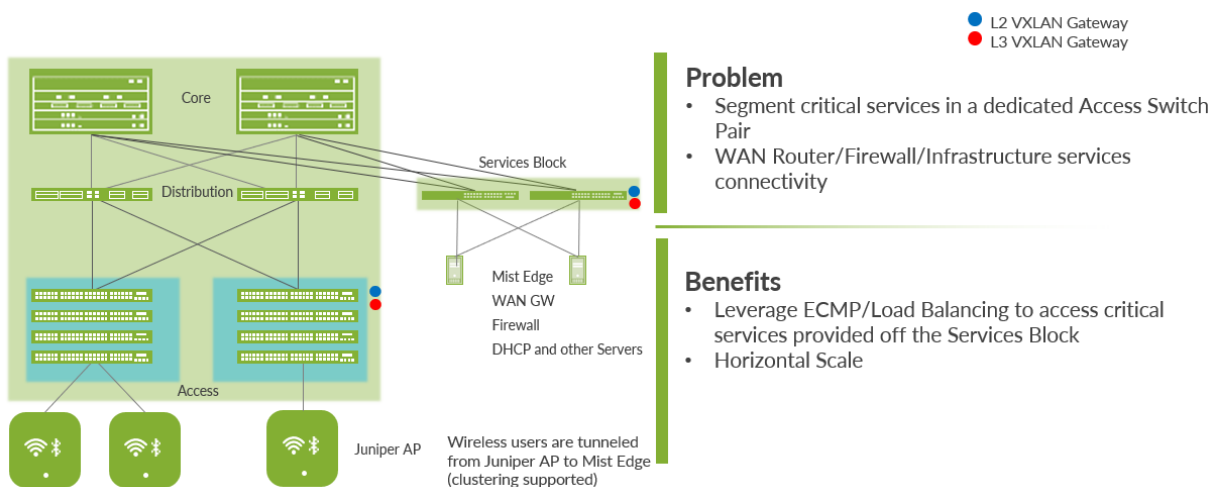 L2 VXLAN Gateway
L3 VXLAN Gateway
Core
Services Block
Distribution
Mist Edge
WAN GW
Firewall
DHCP and other Servers
Access
Juniper AP
Wireless users are tunneled
from Juniper AP to Mist Edge
(clustering supported)
Problem
• Segment critical services in a dedicated Access Switch
Pair
• WAN Router/Firewall/Infrastructure services
connectivity
Benefits
• Leverage ECMP/Load Balancing to access critical
services provided off the Services Block
• Horizontal Scale